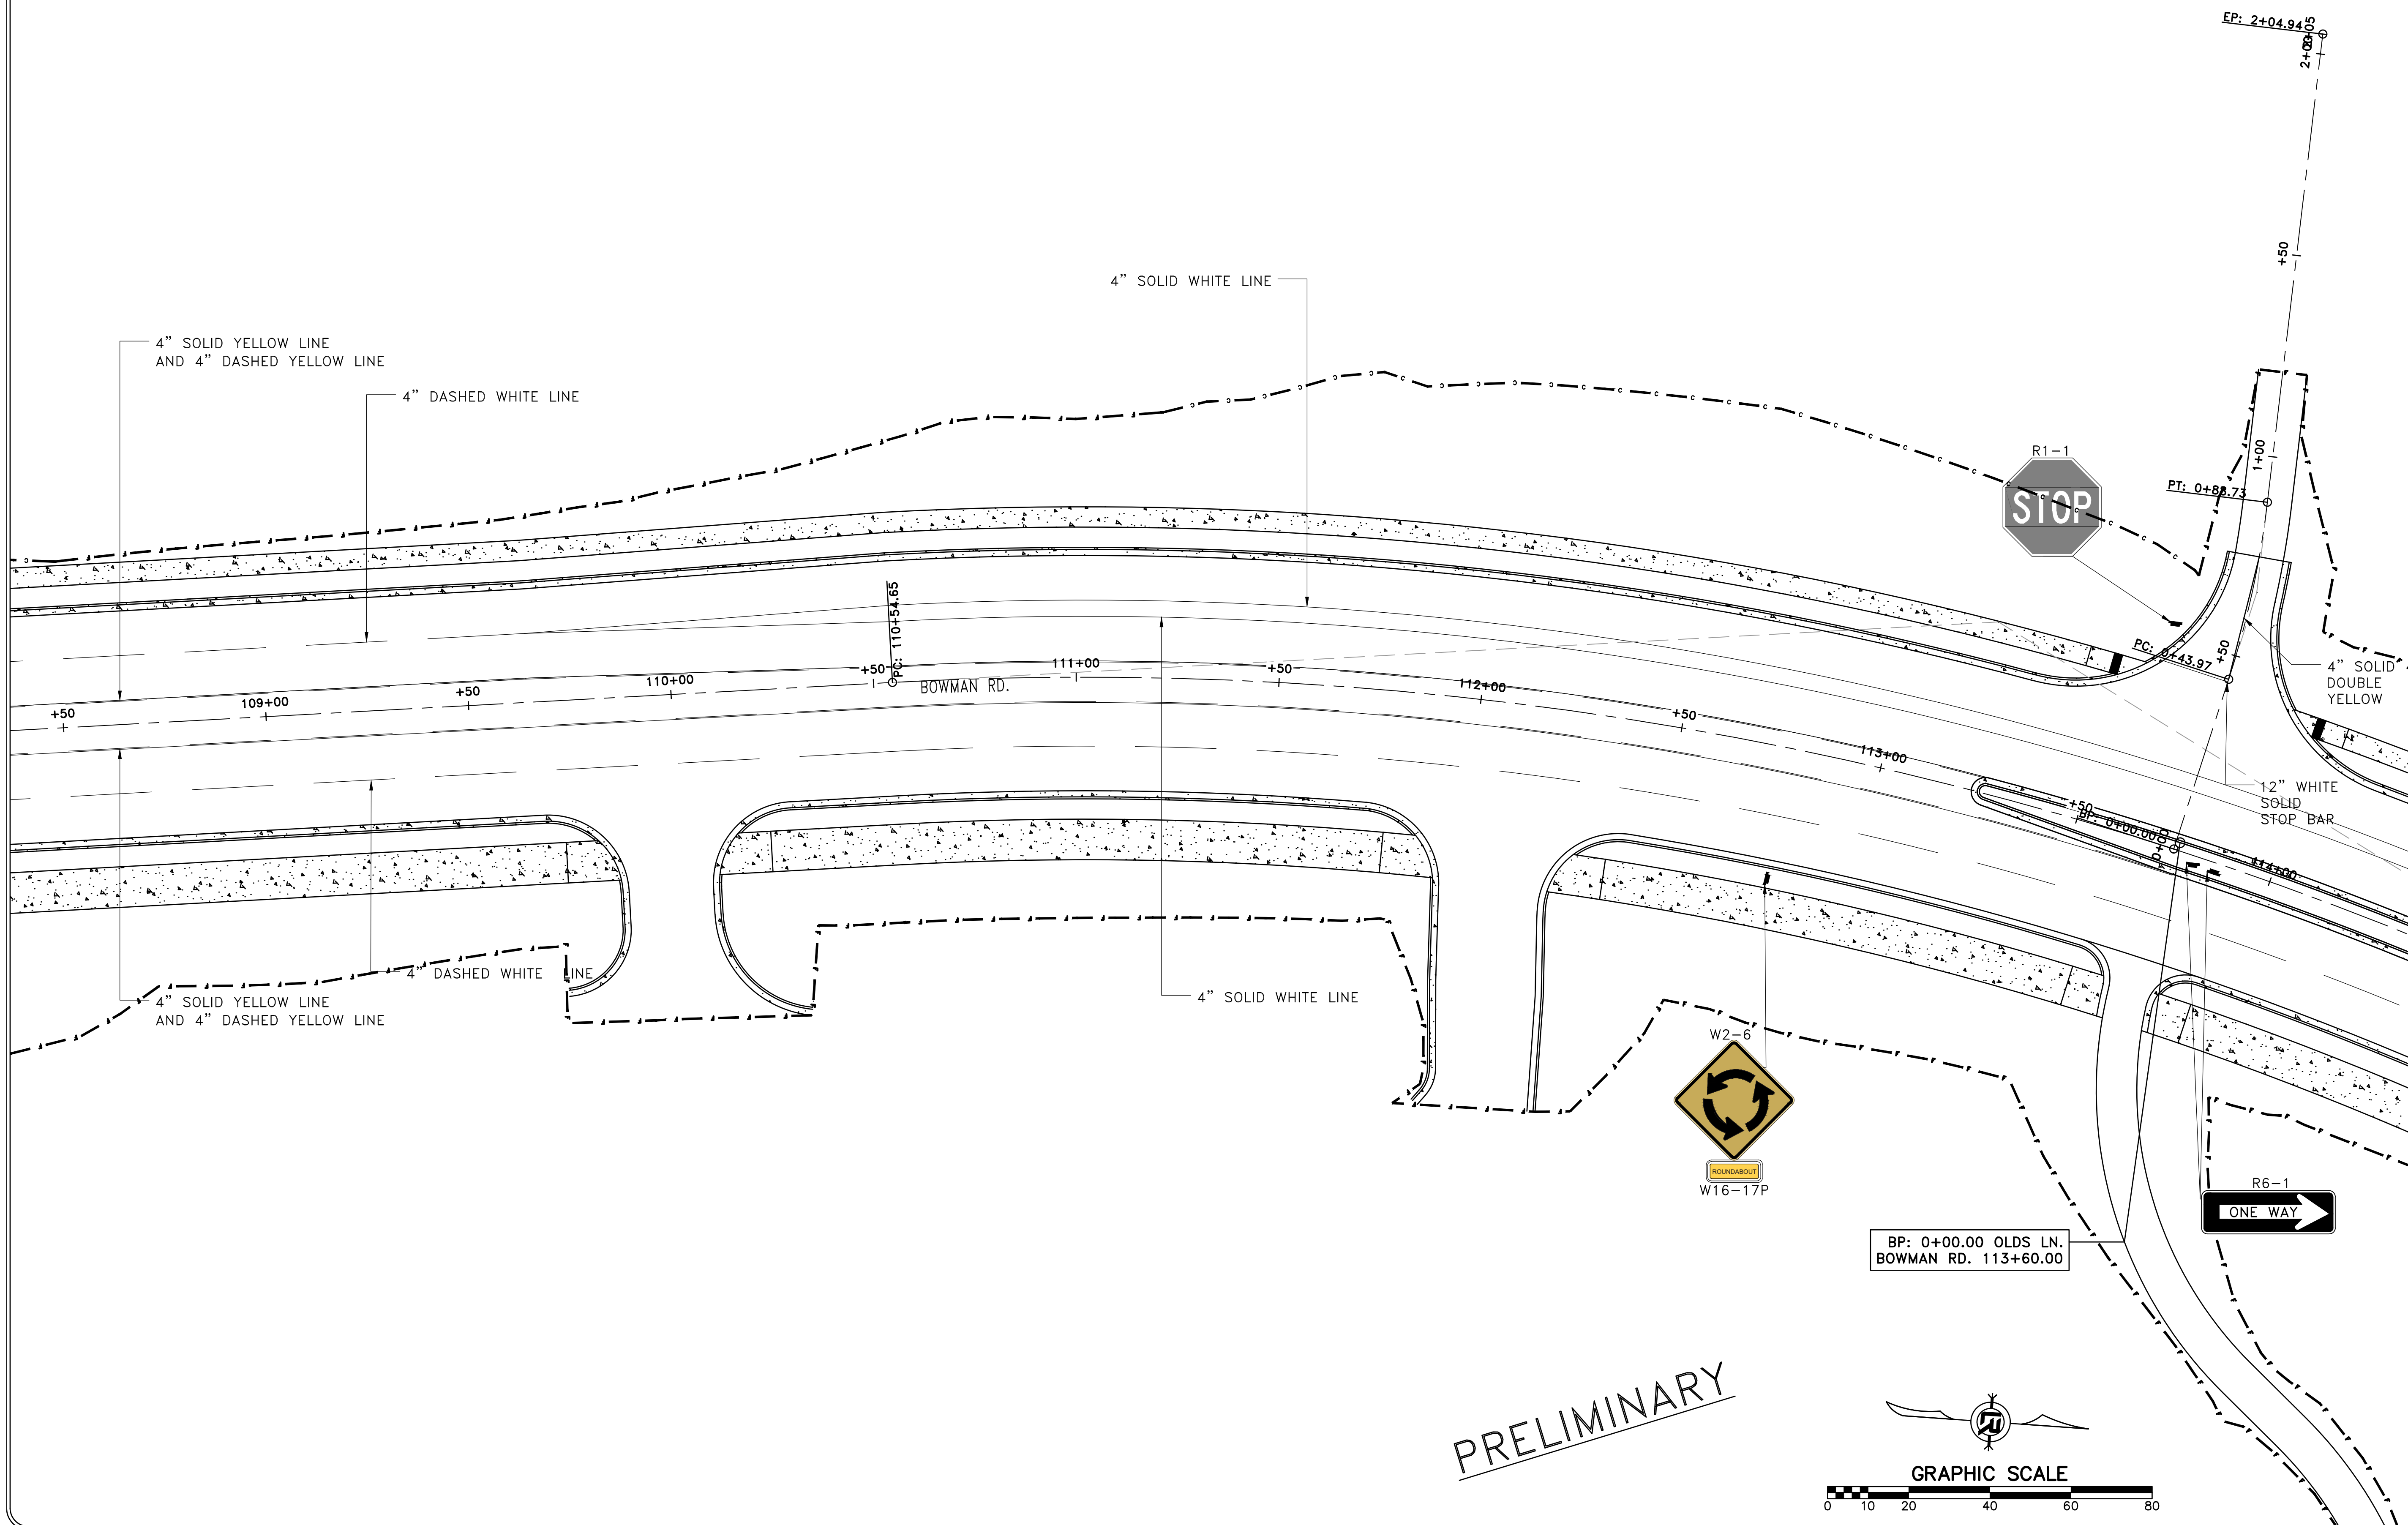 EP: 2+04.94
2+05
2+00
+50
4” SOLID WHITE LINE
4” SOLID YELLOW LINE
AND 4” DASHED YELLOW LINE
4” DASHED WHITE LINE
R1-1
STOP
1+00
PT: 0+88.73
PC: 110+54.65
PC: 0+43.97
+50
4” SOLID
DOUBLE
YELLOW
+50
109+00
+50
110+00
+50
BOWMAN RD.
111+00
+50
112+00
+50
113+00
+50
BP: 0+00.00
0+00
114+00
12” WHITE
SOLID
STOP BAR
4” DASHED WHITE LINE
4” SOLID YELLOW LINE
AND 4” DASHED YELLOW LINE
4” SOLID WHITE LINE
W2-6
ROUNDABOUT
W16-17P
R6-1
ONE WAY
BP: 0+00.00 OLDS LN.
BOWMAN RD. 113+60.00
PRELIMINARY
GRAPHIC SCALE
0 10 20 40 60 80